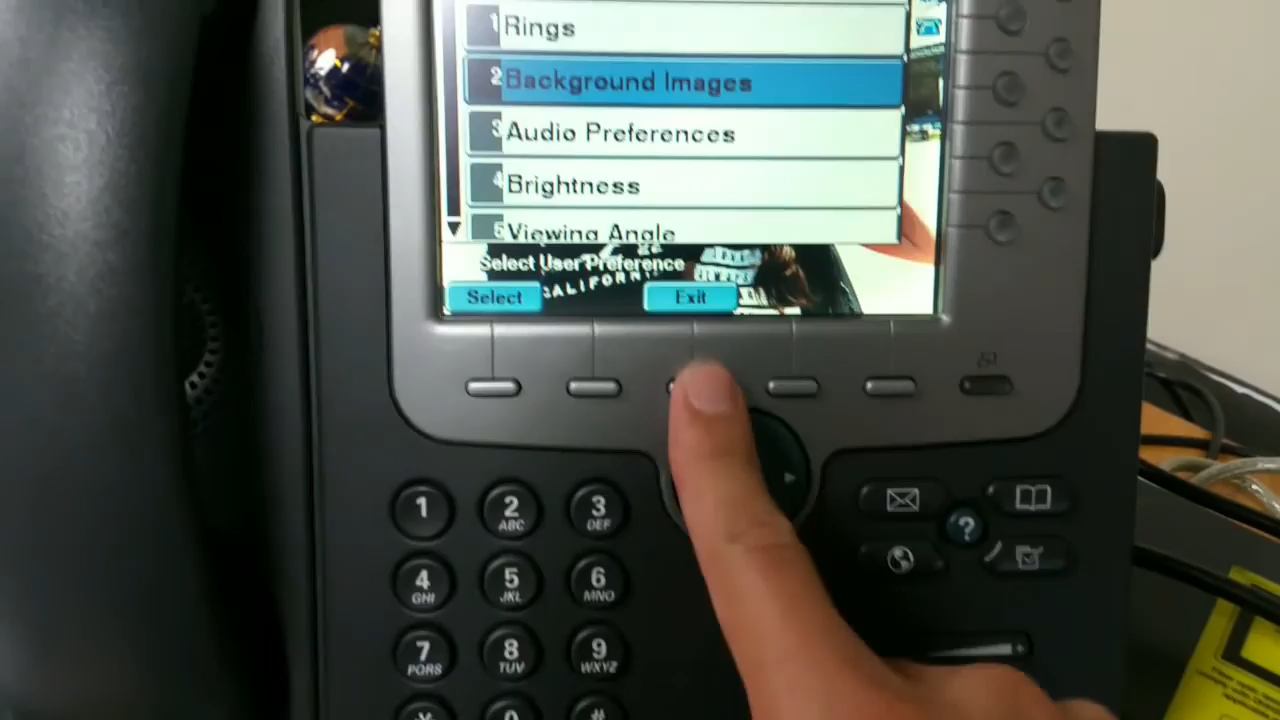 1 Rings
2 Background Images
3 Audio Preferences
4 Brightness
5 Viewing Angle
Select User Preference
CALIFORNI
Select Exit
1 2 ABC 3 DEF
? 
4 GHI 5 JKL 6 MNO
7 PQRS 8 TUV 9 WXYZ
* 0 #